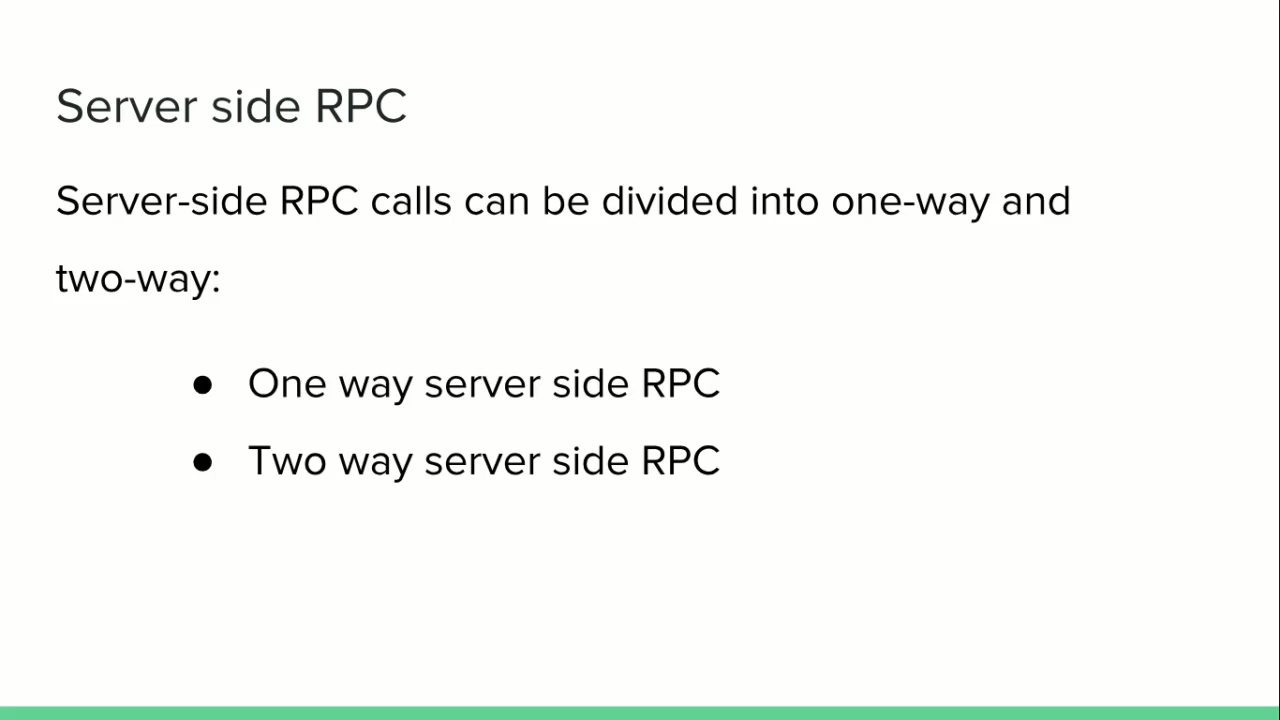 Server side RPC
Server-side RPC calls can be divided into one-way and
two-way:
● One way server side RPC
● Two way server side RPC